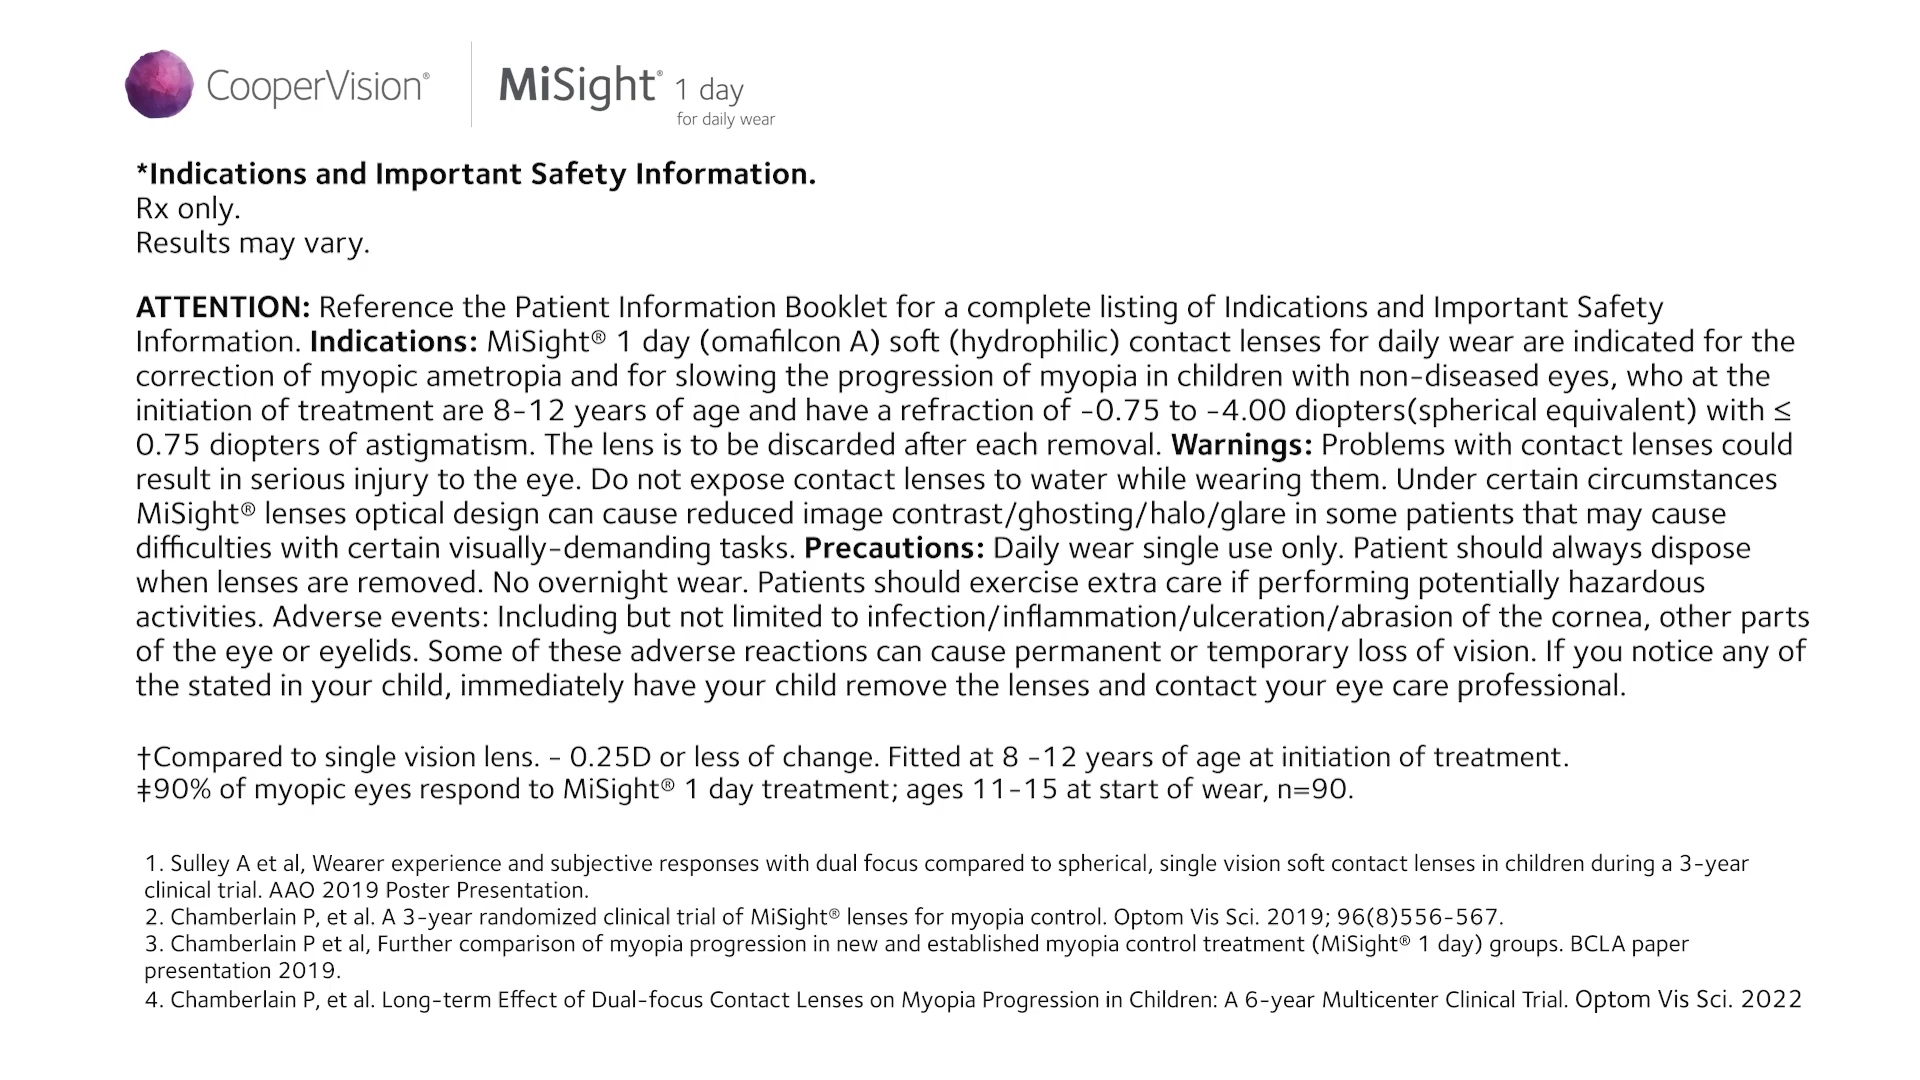 CooperVision®
MiSight® 1 day
for daily wear
*Indications and Important Safety Information.
Rx only.
Results may vary.
ATTENTION: Reference the Patient Information Booklet for a complete listing of Indications and Important Safety
Information. Indications: MiSight® 1 day (omafilcon A) soft (hydrophilic) contact lenses for daily wear are indicated for the
correction of myopic ametropia and for slowing the progression of myopia in children with non-diseased eyes, who at the
initiation of treatment are 8-12 years of age and have a refraction of -0.75 to -4.00 diopters(spherical equivalent) with ≤
0.75 diopters of astigmatism. The lens is to be discarded after each removal. Warnings: Problems with contact lenses could
result in serious injury to the eye. Do not expose contact lenses to water while wearing them. Under certain circumstances
MiSight® lenses optical design can cause reduced image contrast/ghosting/halo/glare in some patients that may cause
difficulties with certain visually-demanding tasks. Precautions: Daily wear single use only. Patient should always dispose
when lenses are removed. No overnight wear. Patients should exercise extra care if performing potentially hazardous
activities. Adverse events: Including but not limited to infection/inflammation/ulceration/abrasion of the cornea, other parts
of the eye or eyelids. Some of these adverse reactions can cause permanent or temporary loss of vision. If you notice any of
the stated in your child, immediately have your child remove the lenses and contact your eye care professional.
†Compared to single vision lens. - 0.25D or less of change. Fitted at 8 -12 years of age at initiation of treatment.
‡90% of myopic eyes respond to MiSight® 1 day treatment; ages 11-15 at start of wear, n=90.
1. Sulley A et al, Wearer experience and subjective responses with dual focus compared to spherical, single vision soft contact lenses in children during a 3-year
clinical trial. AAO 2019 Poster Presentation.
2. Chamberlain P, et al. A 3-year randomized clinical trial of MiSight® lenses for myopia control. Optom Vis Sci. 2019; 96(8)556-567.
3. Chamberlain P et al, Further comparison of myopia progression in new and established myopia control treatment (MiSight® 1 day) groups. BCLA paper
presentation 2019.
4. Chamberlain P, et al. Long-term Effect of Dual-focus Contact Lenses on Myopia Progression in Children: A 6-year Multicenter Clinical Trial. Optom Vis Sci. 2022